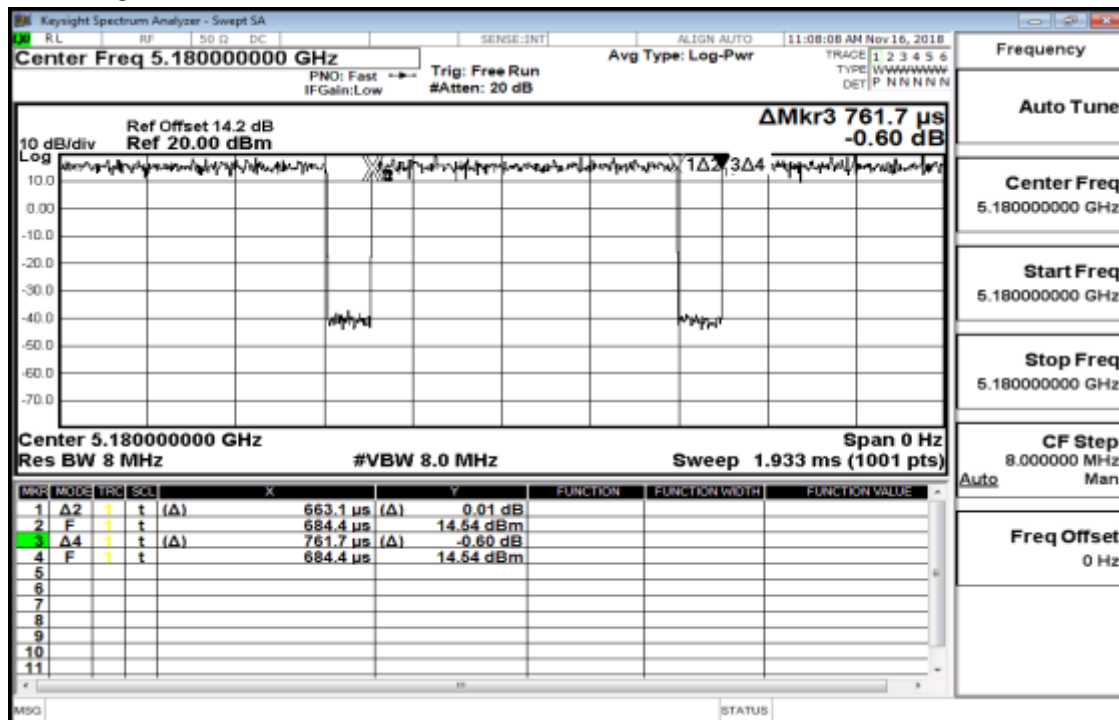 Keysight Spectrum Analyzer - Swept SA
RL RF 50 Ω DC SENSE:INT ALIGN AUTO 11:08:08 AM Nov 16, 2018
Center Freq 5.180000000 GHz
PNO: Fast
IFGain:Low
Trig: Free Run
#Atten: 20 dB
Avg Type: Log-Pwr
TRACE 1 2 3 4 5 6
TYPE WWWWWWW
DET P N N N N N
ΔMkr3 761.7 µs
-0.60 dB
Ref Offset 14.2 dB
10 dB/div Ref 20.00 dBm
Log
10.0
0.00
-10.0
-20.0
-30.0
-40.0
-50.0
-60.0
-70.0
1Δ2 3Δ4
Center 5.180000000 GHz Span 0 Hz
Res BW 8 MHz #VBW 8.0 MHz Sweep 1.933 ms (1001 pts)
MKR MODE TRC SCL X Y FUNCTION FUNCTION WIDTH FUNCTION VALUE
1 Δ2 1 t (Δ) 663.1 µs (Δ) 0.01 dB
2 F 1 t 684.4 µs 14.54 dBm
3 Δ4 1 t (Δ) 761.7 µs (Δ) -0.60 dB
4 F 1 t 684.4 µs 14.54 dBm
5
6
7
8
9
10
11
MSG STATUS
Frequency
Auto Tune
Center Freq
5.180000000 GHz
Start Freq
5.180000000 GHz
Stop Freq
5.180000000 GHz
CF Step
8.000000 MHz
Auto Man
Freq Offset
0 Hz